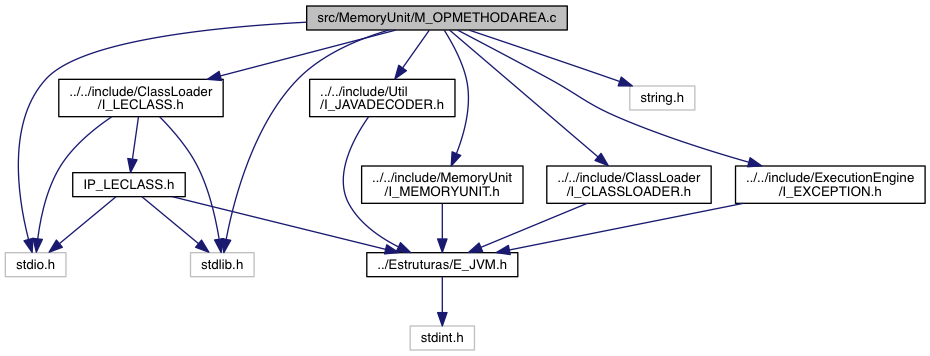 src/MemoryUnit/M_OPMETHODAREA.c
../../include/ClassLoader
/I_LECLASS.h
../../include/Util
/I_JAVADECODER.h
string.h
IP_LECLASS.h
../../include/MemoryUnit
/I_MEMORYUNIT.h
../../include/ClassLoader
/I_CLASSLOADER.h
../../include/ExecutionEngine
/I_EXCEPTION.h
stdio.h
stdlib.h
../Estruturas/E_JVM.h
stdint.h